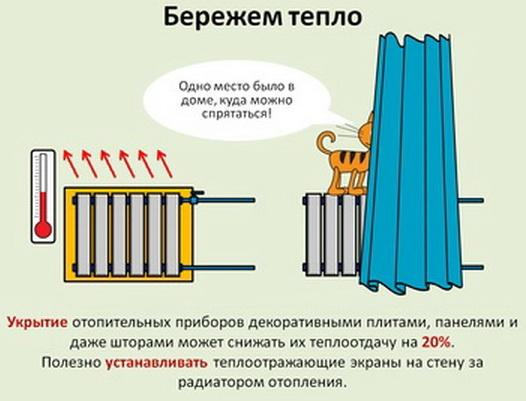 Бережем тепло
Одно место было в
доме, куда можно
спрятаться!
Укрытие отопительных приборов декоративными плитами, панелями и
даже шторами может снижать их теплоотдачу на 20%.
Полезно устанавливать теплоотражающие экраны на стену за
радиатором отопления.